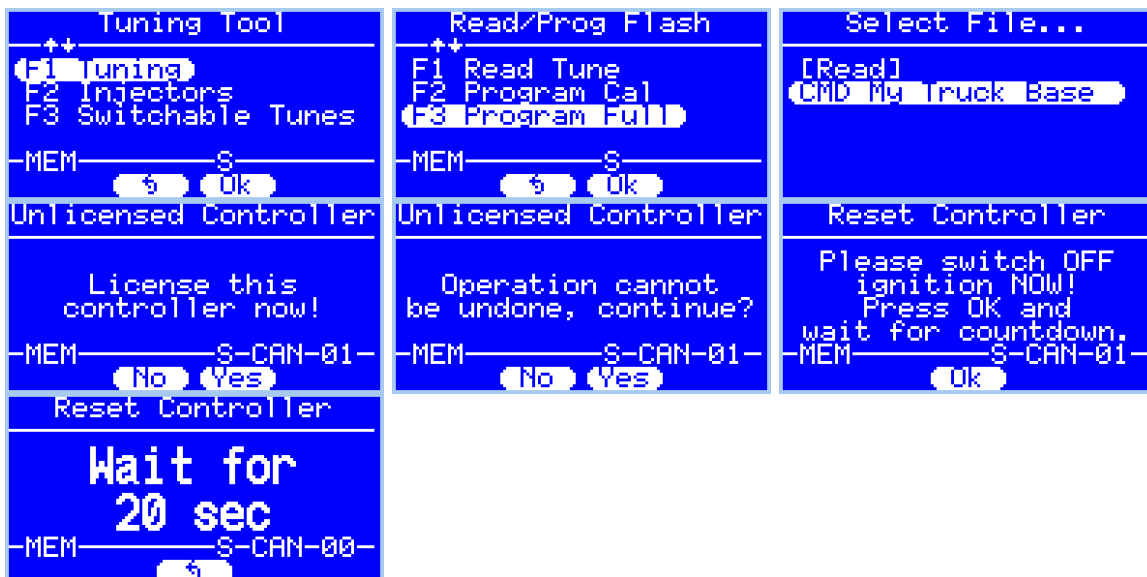 Tuning Tool
F1 Tuning
F2 Injectors
F3 Switchable Tunes
MEM S
Ok
Read/Prog Flash
F1 Read Tune
F2 Program Cal
F3 Program Full
MEM S
Ok
Select File...
[Read]
CMD My Truck Base
Unlicensed Controller
License this
controller now!
MEM S-CAN-01
No Yes
Unlicensed Controller
Operation cannot
be undone, continue?
MEM S-CAN-01
No Yes
Reset Controller
Please switch OFF
ignition NOW!
Press OK and
wait for countdown.
MEM S-CAN-01
Ok
Reset Controller
Wait for
20 sec
MEM S-CAN-00